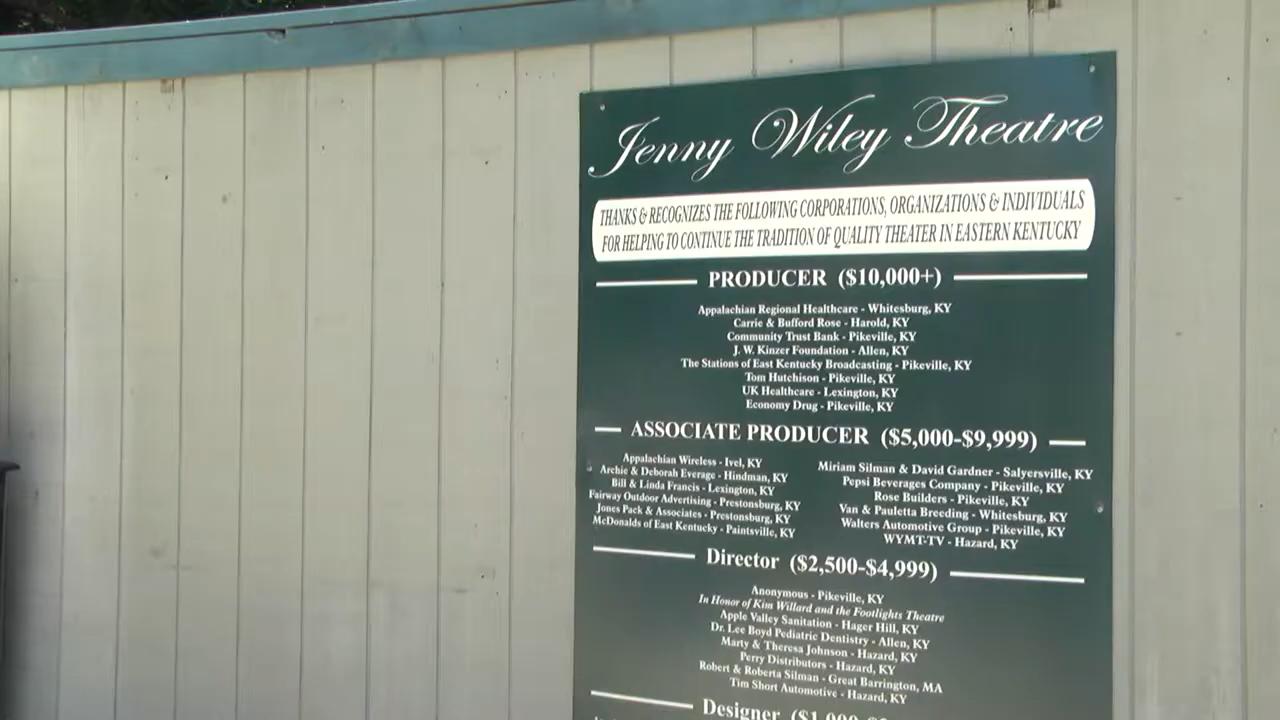 Jenny Wiley Theatre
THANKS & RECOGNIZES THE FOLLOWING CORPORATIONS, ORGANIZATIONS & INDIVIDUALS
FOR HELPING TO CONTINUE THE TRADITION OF QUALITY THEATER IN EASTERN KENTUCKY
PRODUCER ($10,000+)
Appalachian Regional Healthcare - Whitesburg, KY
Carrie & Bufford Rose - Harold, KY
Community Trust Bank - Pikeville, KY
J. W. Kinzer Foundation - Allen, KY
The Stations of East Kentucky Broadcasting - Pikeville, KY
Tom Hutchison - Pikeville, KY
UK Healthcare - Lexington, KY
Economy Drug - Pikeville, KY
ASSOCIATE PRODUCER ($5,000-$9,999)
Appalachian Wireless - Ivel, KY
Archie & Deborah Everage - Hindman, KY
Bill & Linda Francis - Lexington, KY
Fairway Outdoor Advertising - Prestonsburg, KY
Jones Pack & Associates - Prestonsburg, KY
McDonalds of East Kentucky - Paintsville, KY
Miriam Silman & David Gardner - Salyersville, KY
Pepsi Beverages Company - Pikeville, KY
Rose Builders - Pikeville, KY
Van & Pauletta Breeding - Whitesburg, KY
Walters Automotive Group - Pikeville, KY
WYMT-TV - Hazard, KY
Director ($2,500-$4,999)
Anonymous - Pikeville, KY
In Honor of Kim Willard and the Footlights Theatre
Apple Valley Sanitation - Hager Hill, KY
Dr. Lee Boyd Pediatric Dentistry - Allen, KY
Marty & Theresa Johnson - Hazard, KY
Perry Distributors - Hazard, KY
Robert & Roberta Silman - Great Barrington, MA
Tim Short Automotive - Hazard, KY
Designer